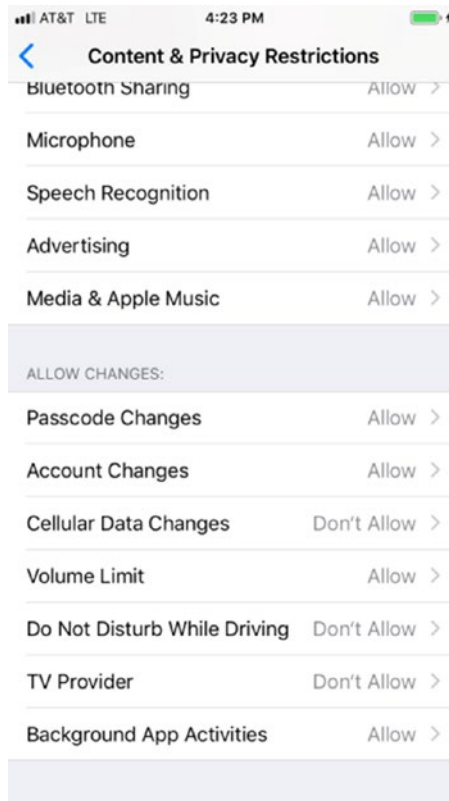 AT&T LTE 4:23 PM
Content & Privacy Restrictions
Bluetooth Sharing Allow
Microphone Allow
Speech Recognition Allow
Advertising Allow
Media & Apple Music Allow
ALLOW CHANGES:
Passcode Changes Allow
Account Changes Allow
Cellular Data Changes Don't Allow
Volume Limit Allow
Do Not Disturb While Driving Don't Allow
TV Provider Don't Allow
Background App Activities Allow